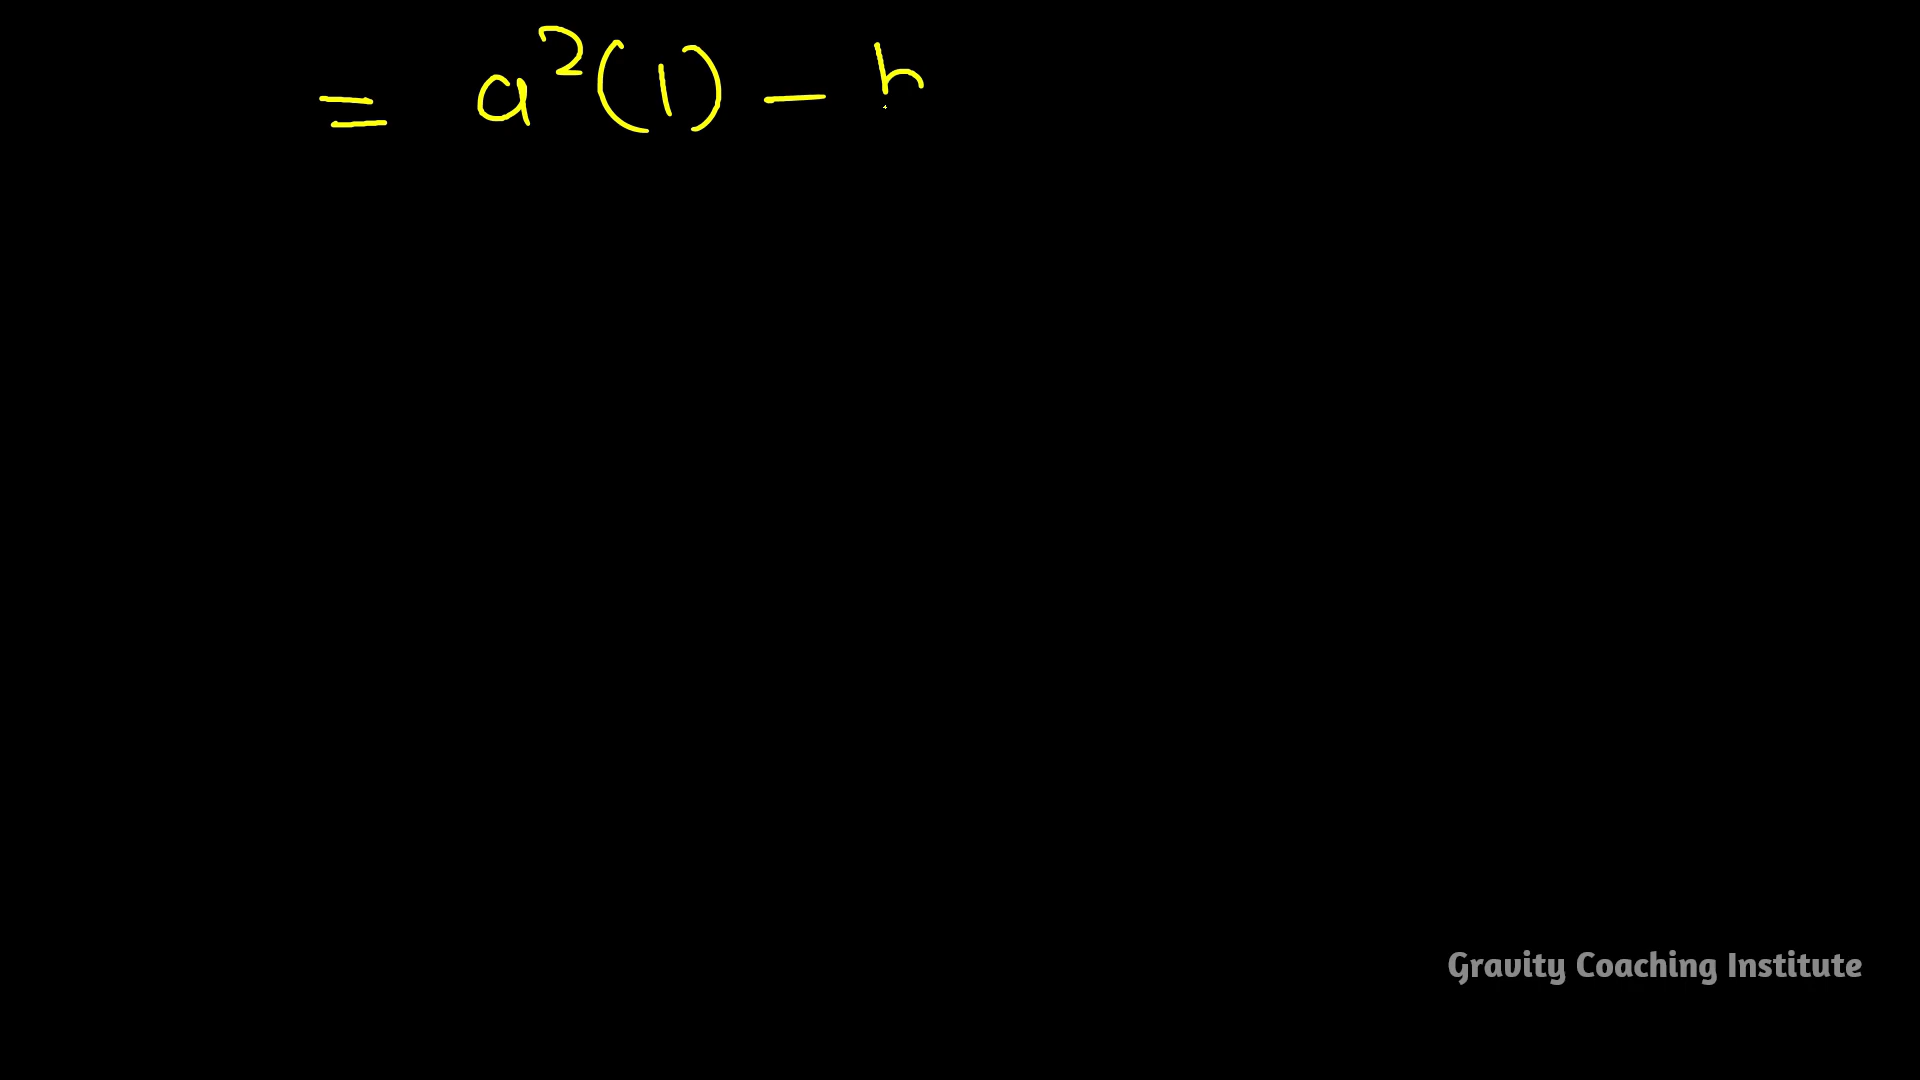 = a²(1) - h
Gravity Coaching Institute